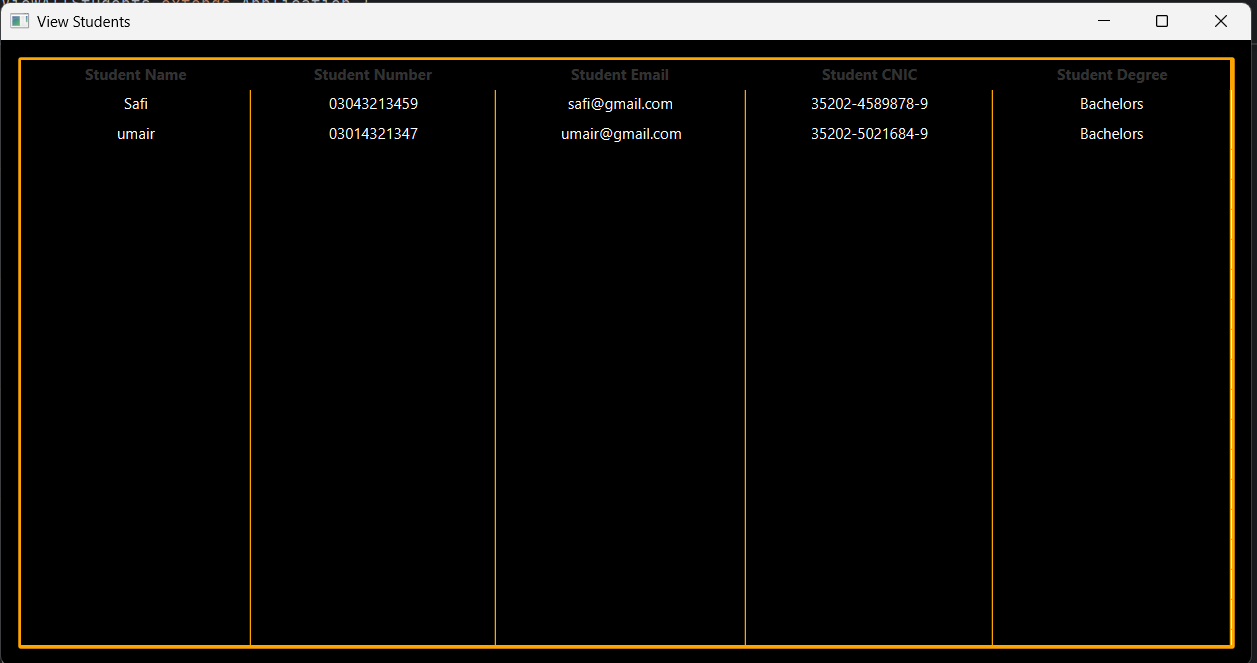 View Students
Student Name Student Number Student Email Student CNIC Student Degree
Safi 03043213459 safi@gmail.com 35202-4589878-9 Bachelors
umair 03014321347 umair@gmail.com 35202-5021684-9 Bachelors